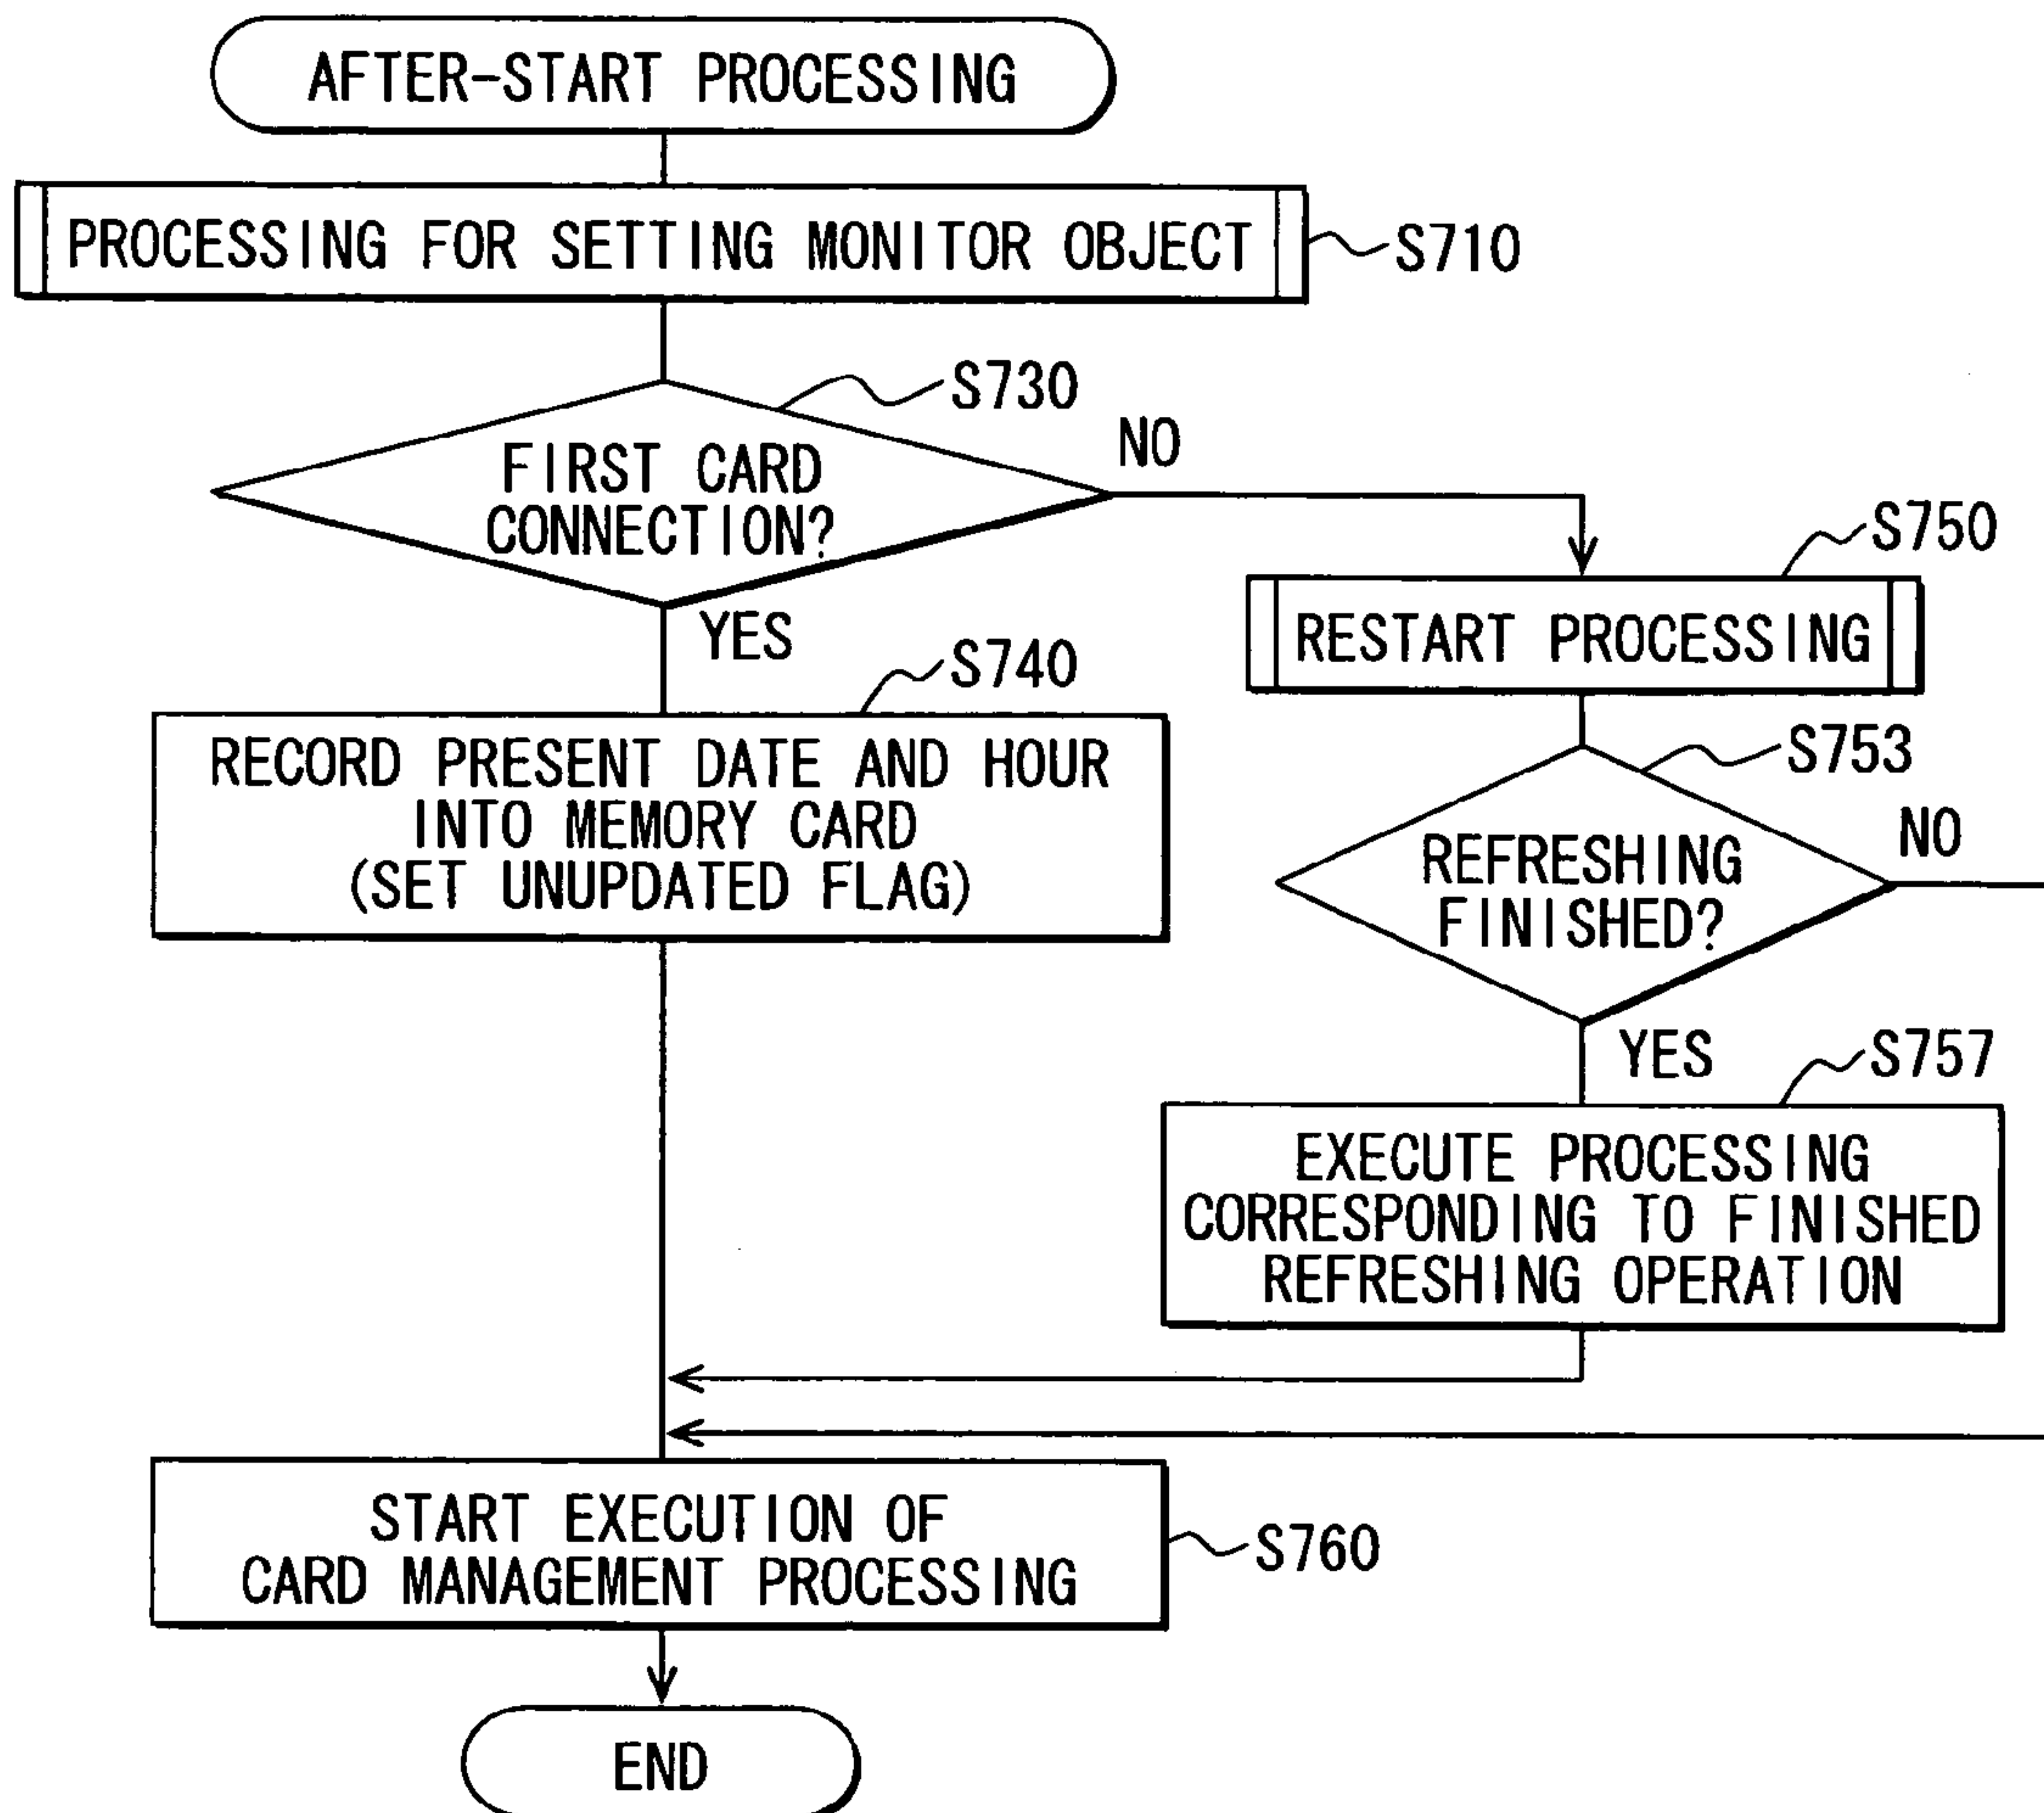 AFTER-START PROCESSING
PROCESSING FOR SETTING MONITOR OBJECT
S710
S730
FIRST CARD
CONNECTION?
NO
YES
S750
RESTART PROCESSING
S740
RECORD PRESENT DATE AND HOUR
INTO MEMORY CARD
(SET UNUPDATED FLAG)
S753
REFRESHING
FINISHED?
NO
YES
S757
EXECUTE PROCESSING
CORRESPONDING TO FINISHED
REFRESHING OPERATION
START EXECUTION OF
CARD MANAGEMENT PROCESSING
S760
END